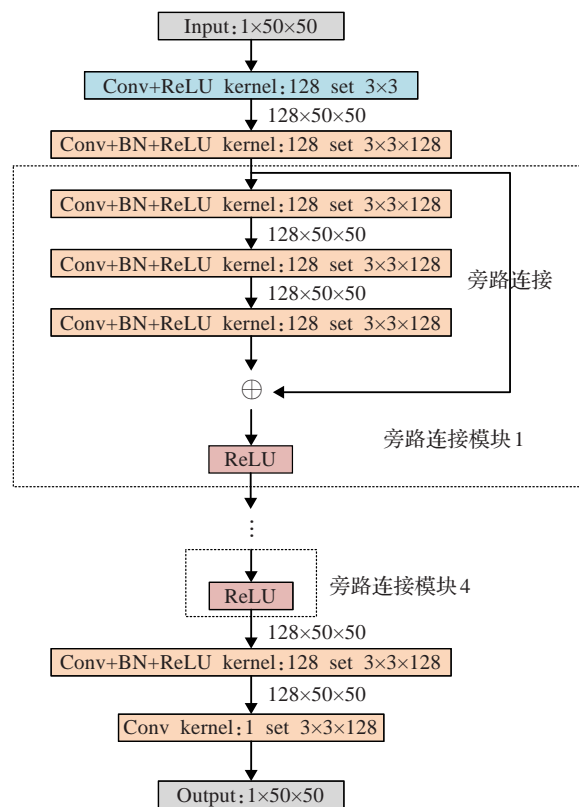 Input:1×50×50
Conv+ReLU kernel:128 set 3×3
128×50×50
Conv+BN+ReLU kernel:128 set 3×3×128
Conv+BN+ReLU kernel:128 set 3×3×128
128×50×50
Conv+BN+ReLU kernel:128 set 3×3×128
旁路连接
128×50×50
Conv+BN+ReLU kernel:128 set 3×3×128
⊕
旁路连接模块1
ReLU
⋮
旁路连接模块4
ReLU
128×50×50
Conv+BN+ReLU kernel:128 set 3×3×128
128×50×50
Conv kernel:1 set 3×3×128
Output:1×50×50